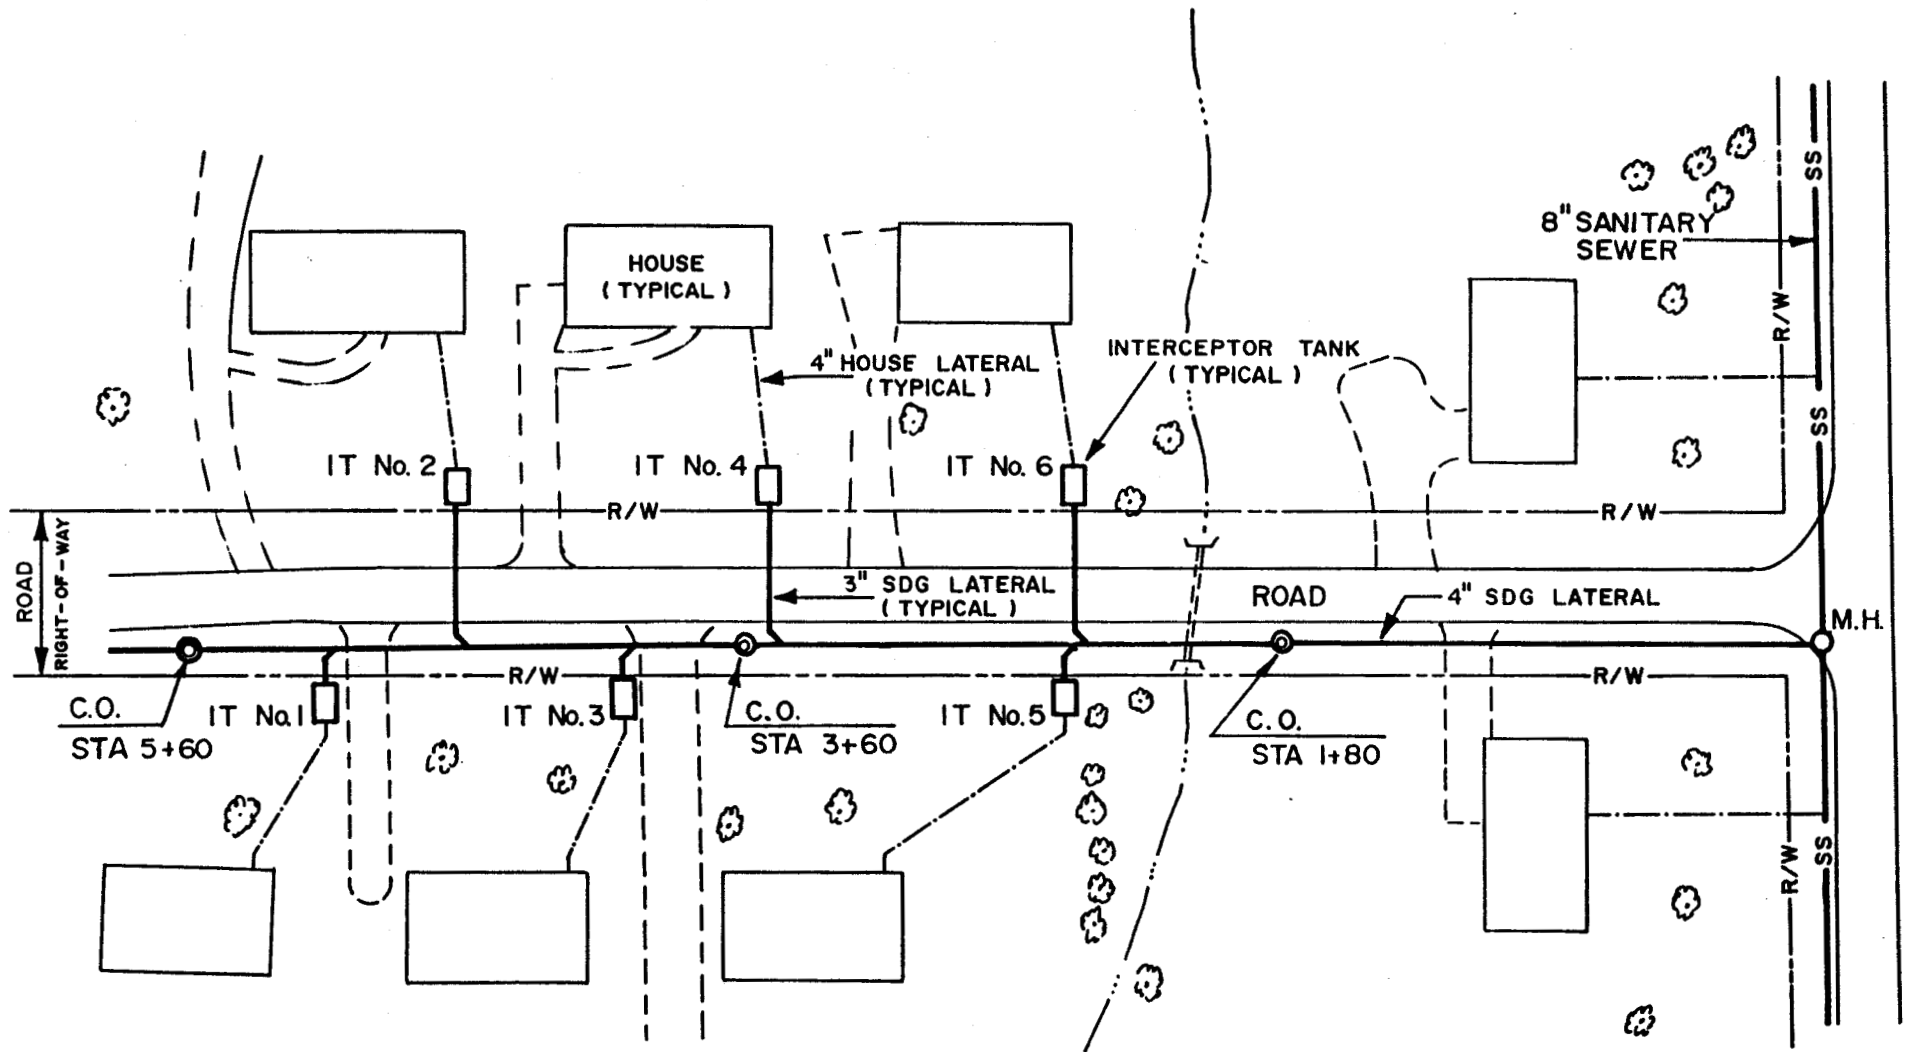 8" SANITARY
SEWER
SS
R/W
HOUSE
( TYPICAL )
4" HOUSE LATERAL
( TYPICAL )
INTERCEPTOR TANK
( TYPICAL )
SS
IT No. 2
IT No. 4
IT No. 6
R/W
R/W
ROAD
RIGHT-OF-WAY
3" SDG LATERAL
( TYPICAL )
ROAD
4" SDG LATERAL
M.H.
R/W
R/W
C.O.
STA 5+60
IT No.1
IT No.3
C.O.
STA 3+60
IT No.5
C.O.
STA 1+80
R/W
SS